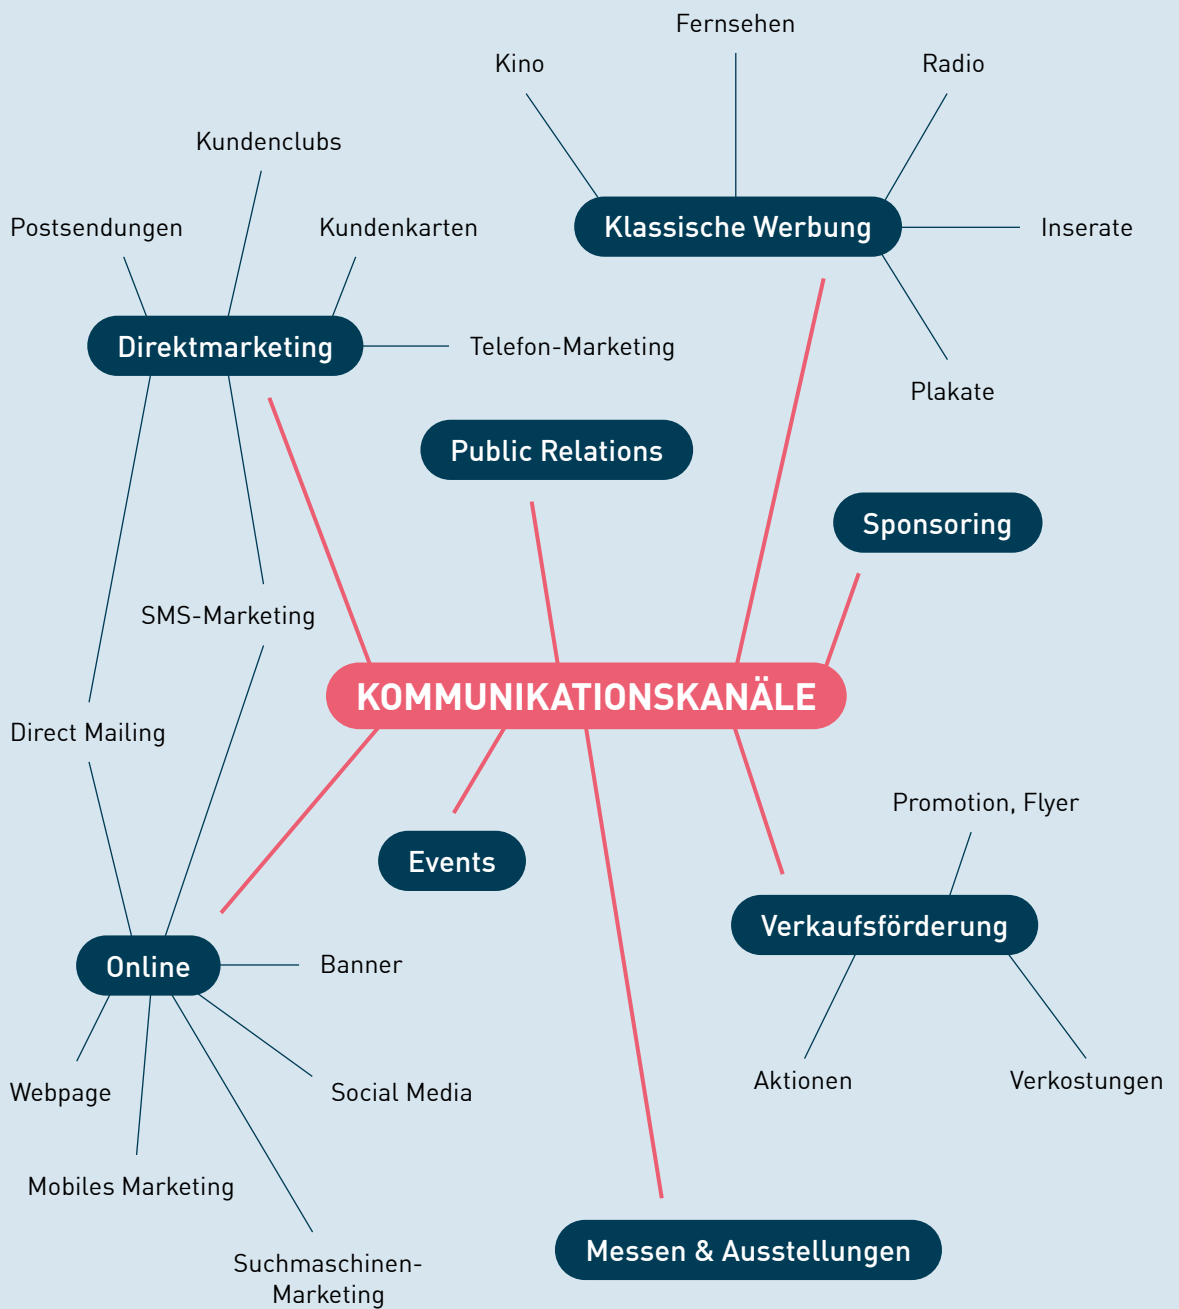 Fernsehen
Kino
Radio
Kundenclubs
Postsendungen
Kundenkarten
Klassische Werbung
Inserate
Direktmarketing
Telefon-Marketing
Plakate
Public Relations
Sponsoring
SMS-Marketing
KOMMUNIKATIONSKANÄLE
Direct Mailing
Promotion, Flyer
Events
Verkaufsförderung
Online
Banner
Aktionen
Verkostungen
Webpage
Social Media
Mobiles Marketing
Messen & Ausstellungen
Suchmaschinen-
Marketing